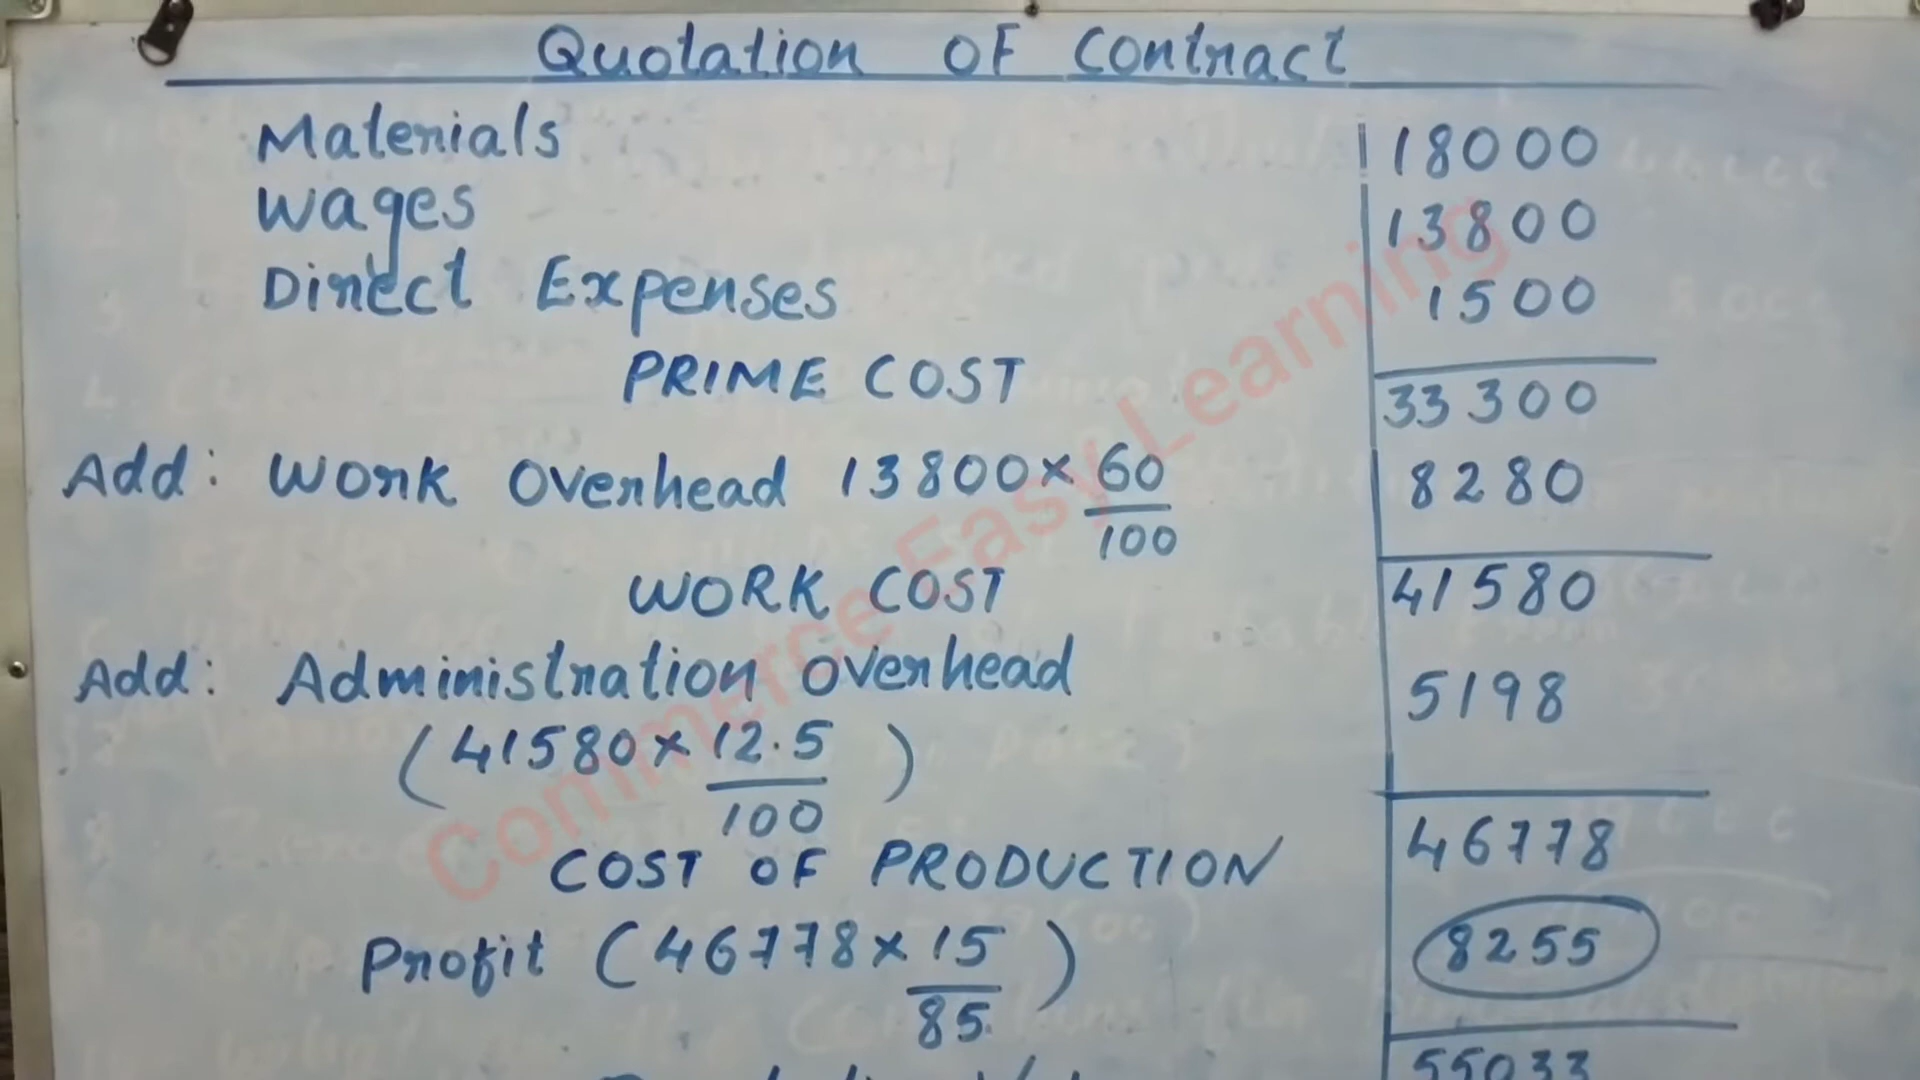 Quotation OF Contract
Materials 18000
Wages 13800
Direct Expenses 1500
PRIME COST 33300
Add: Work Overhead 13800 × 60/100 8280
WORK COST 41580
Add: Administration Overhead 5198
(41580 × 12.5/100)
COST OF PRODUCTION 46778
Profit (46778 × 15/85) 8255
55033
Commerce Easy Learning